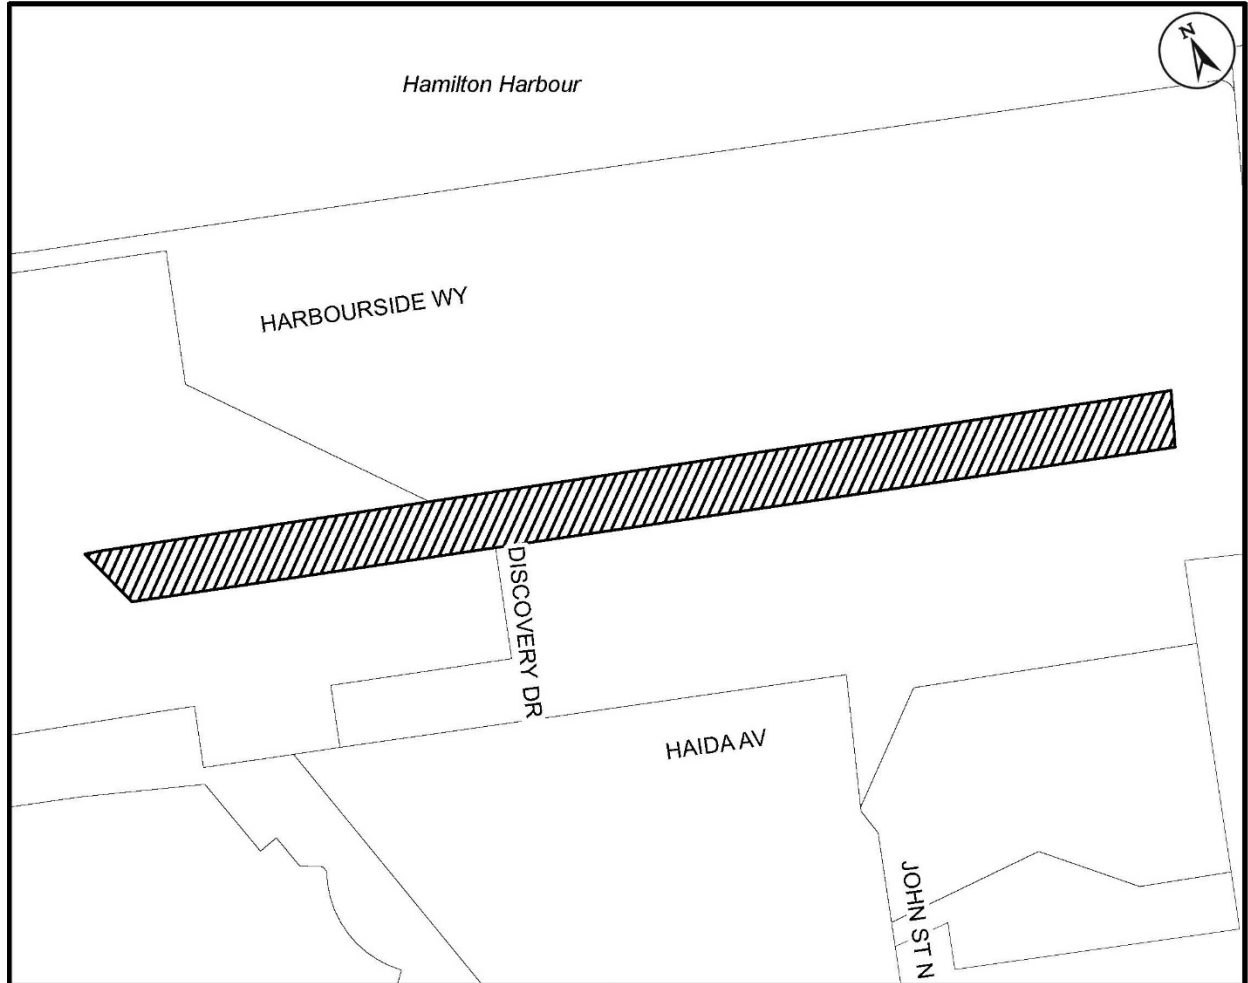 N
Hamilton Harbour
HARBOURSIDE WY
DISCOVERY DR
HAIDA AV
JOHN ST N